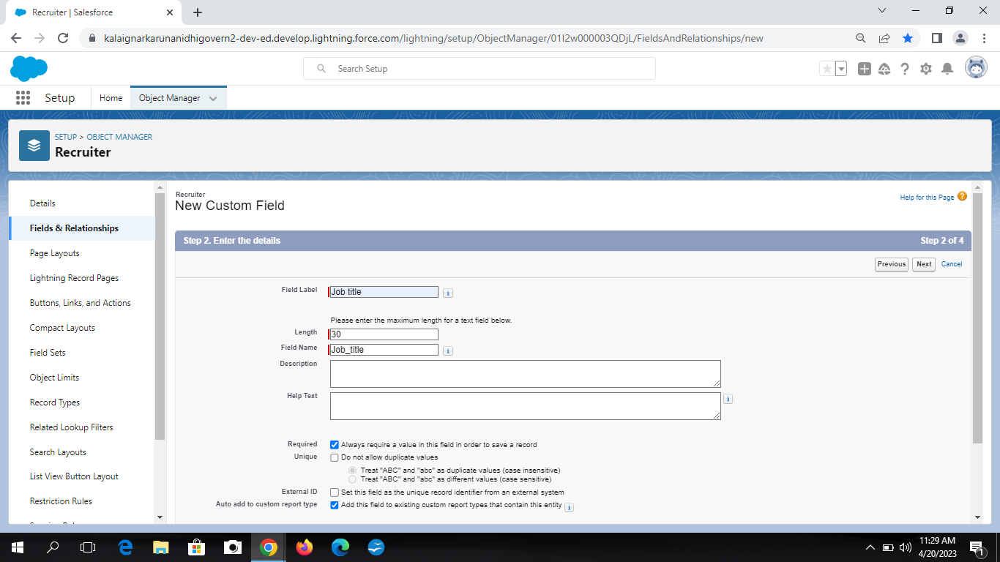 Recruiter | Salesforce
kalaignarkarunanidhigovern2-dev-ed.develop.lightning.force.com/lightning/setup/ObjectManager/01I2w000003QDjL/FieldsAndRelationships/new
Search Setup
Setup
Home
Object Manager
SETUP > OBJECT MANAGER
Recruiter
Details
Fields & Relationships
Page Layouts
Lightning Record Pages
Buttons, Links, and Actions
Compact Layouts
Field Sets
Object Limits
Record Types
Related Lookup Filters
Search Layouts
List View Button Layout
Restriction Rules
Recruiter
New Custom Field
Help for this Page
Step 2. Enter the details
Step 2 of 4
Previous
Next
Cancel
Field Label
Job title
Please enter the maximum length for a text field below.
Length
30
Field Name
Job_title
Description
Help Text
Required
Always require a value in this field in order to save a record
Unique
Do not allow duplicate values
Treat "ABC" and "abc" as duplicate values (case insensitive)
Treat "ABC" and "abc" as different values (case sensitive)
External ID
Set this field as the unique record identifier from an external system
Auto add to custom report type
Add this field to existing custom report types that contain this entity
11:29 AM
4/20/2023
1